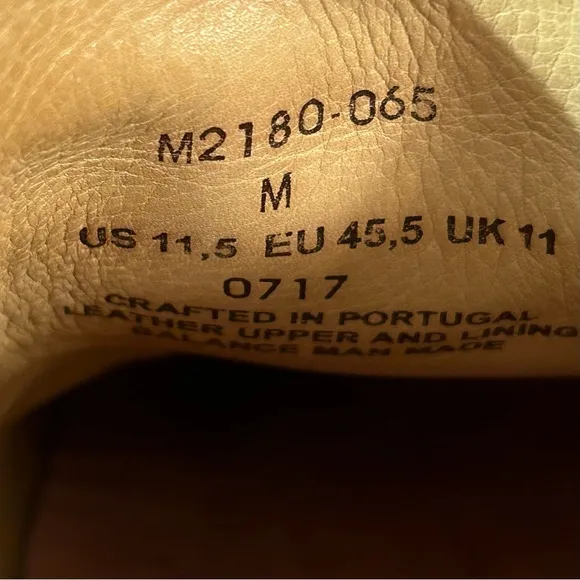 M2180-065
M
US 11,5 EU 45,5 UK 11
0717
CRAFTED IN PORTUGAL
LEATHER UPPER AND LINING
BALANCE MAN MADE